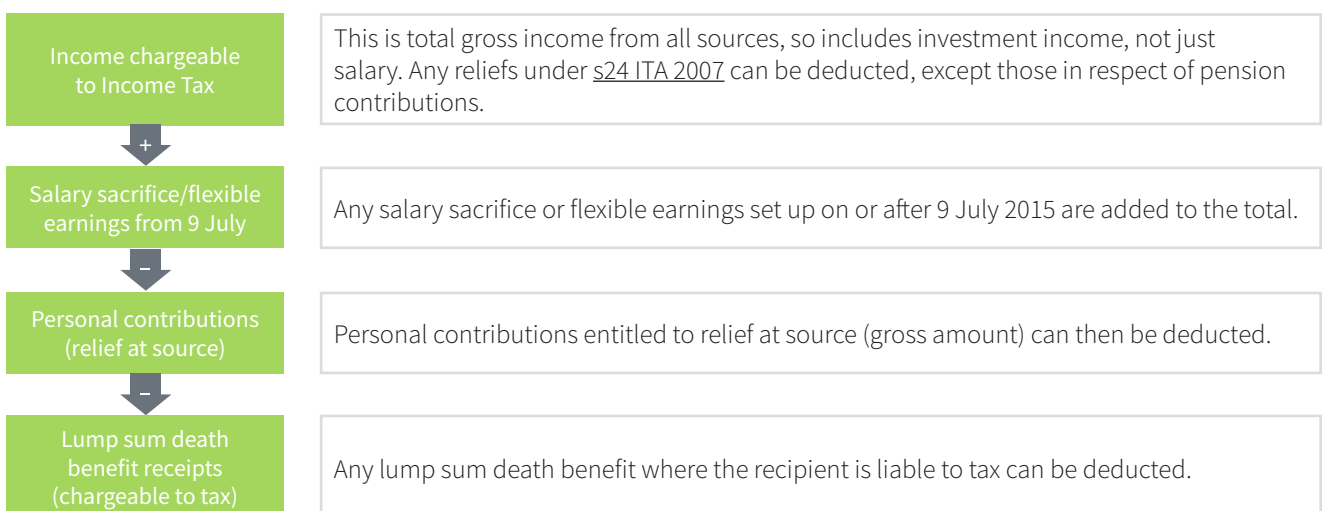 Income chargeable
to Income Tax
This is total gross income from all sources, so includes investment income, not just
salary. Any reliefs under s24 ITA 2007 can be deducted, except those in respect of pension
contributions.
+
Salary sacrifice/flexible
earnings from 9 July
Any salary sacrifice or flexible earnings set up on or after 9 July 2015 are added to the total.
–
Personal contributions
(relief at source)
Personal contributions entitled to relief at source (gross amount) can then be deducted.
–
Lump sum death
benefit receipts
(chargeable to tax)
Any lump sum death benefit where the recipient is liable to tax can be deducted.